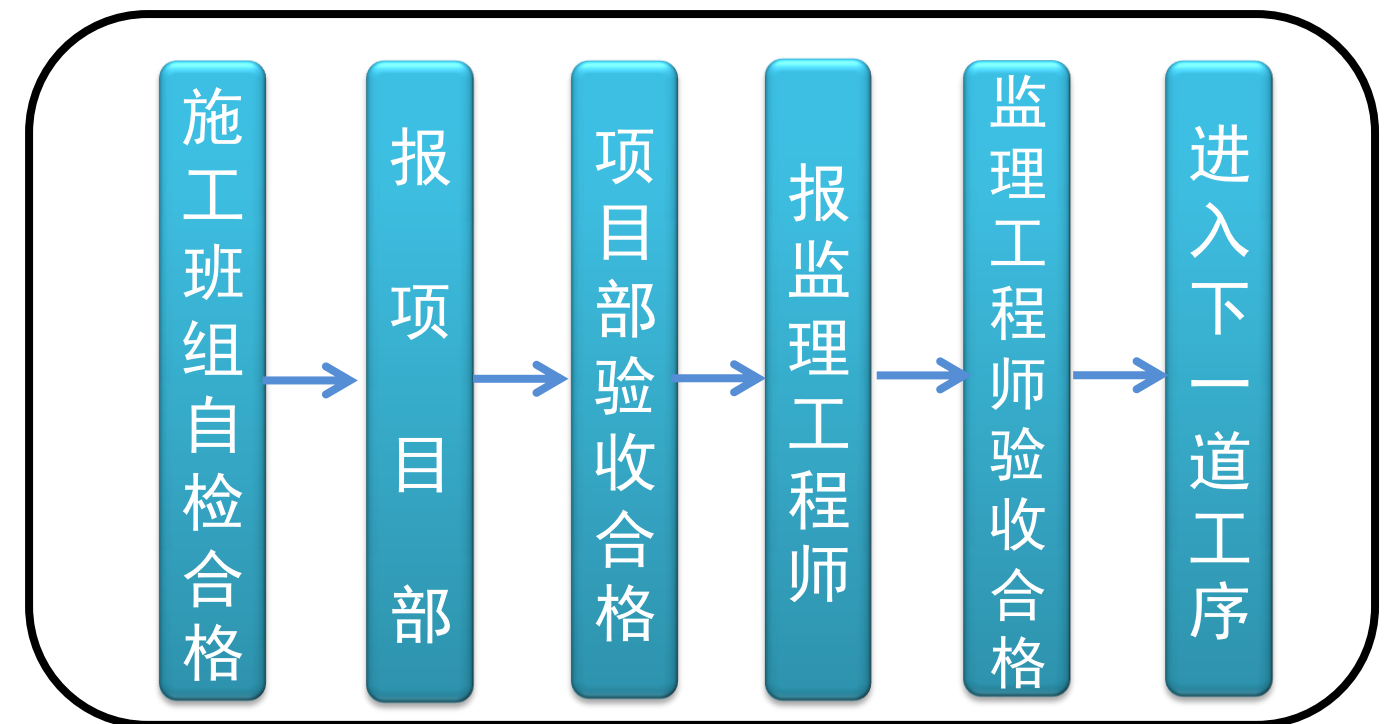 施工班组自检合格
报项目部
项目部验收合格
报监理工程师
监理工程师验收合格
进入下一道工序